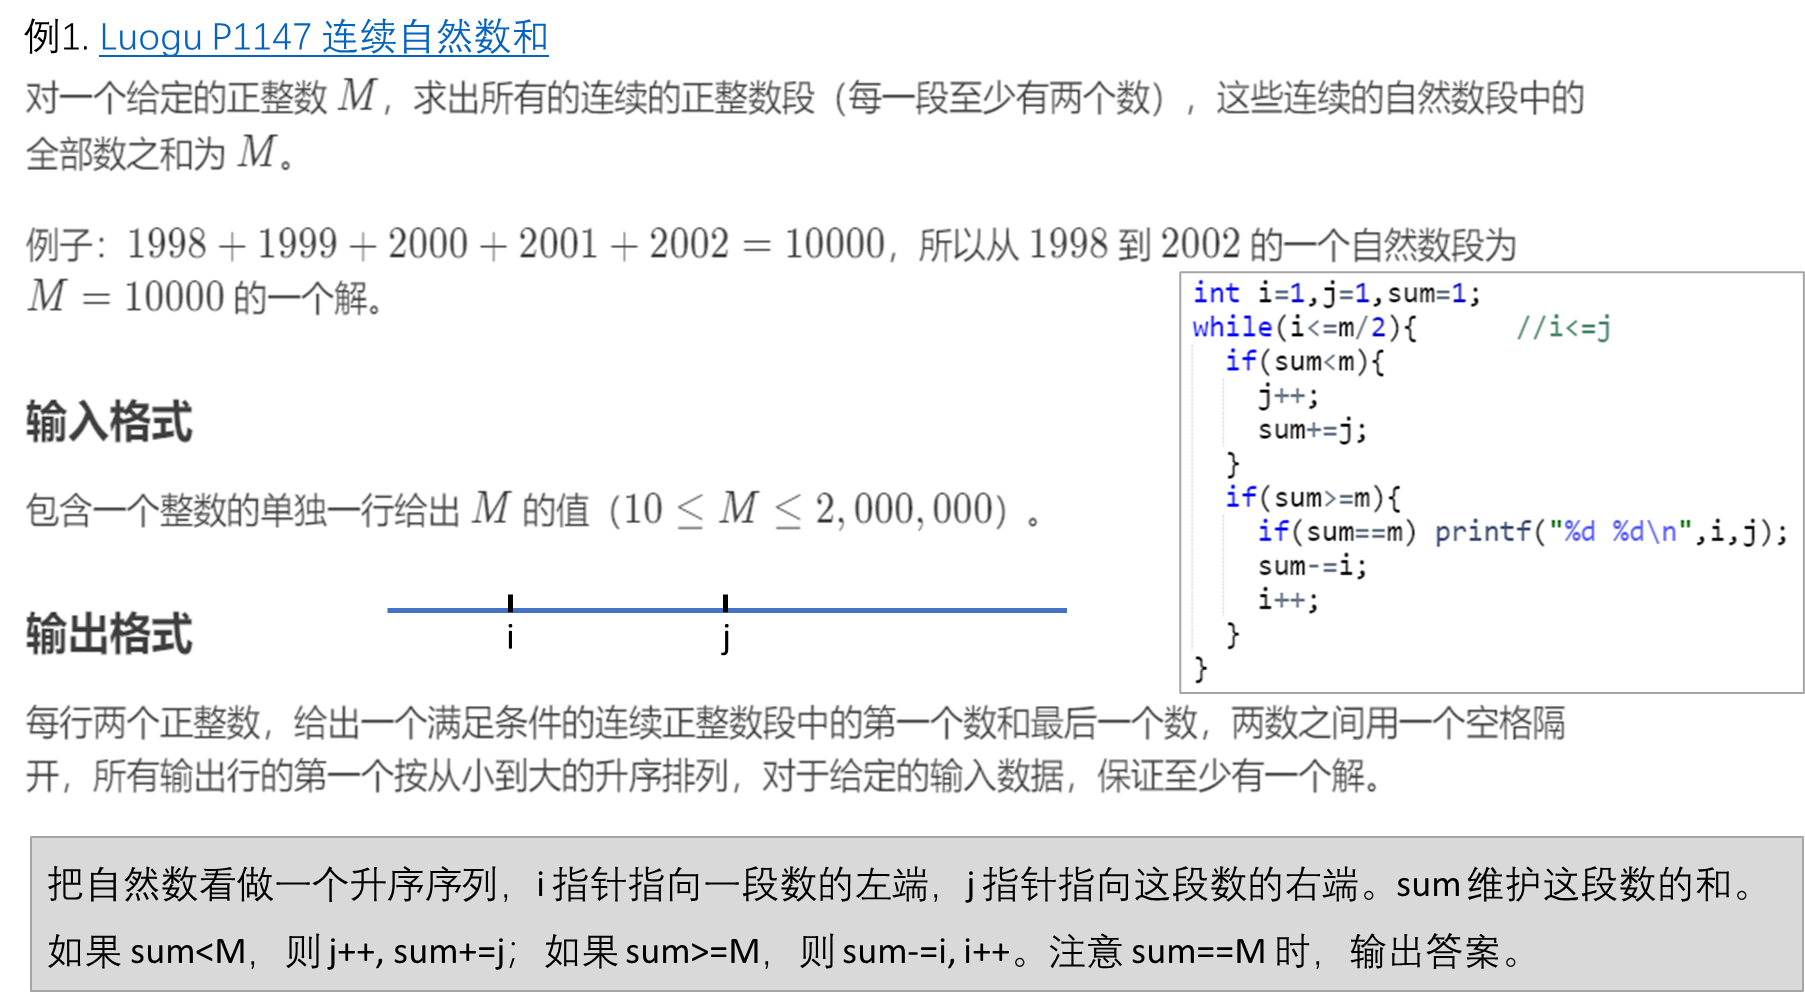 例1. Luogu P1147 连续自然数和
对一个给定的正整数 M，求出所有的连续的正整数段（每一段至少有两个数），这些连续的自然数段中的
全部数之和为 M。
例子：1998 + 1999 + 2000 + 2001 + 2002 = 10000，所以从 1998 到 2002 的一个自然数段为
M = 10000 的一个解。
int i=1,j=1,sum=1;
while(i<=m/2){ //i<=j
if(sum<m){
j++;
sum+=j;
}
if(sum>=m){
if(sum==m) printf("%d %d\n",i,j);
sum-=i;
i++;
}
}
输入格式
包含一个整数的单独一行给出 M 的值（10 ≤ M ≤ 2,000,000）。
i j
输出格式
每行两个正整数，给出一个满足条件的连续正整数段中的第一个数和最后一个数，两数之间用一个空格隔
开，所有输出行的第一个按从小到大的升序排列，对于给定的输入数据，保证至少有一个解。
把自然数看做一个升序序列，i 指针指向一段数的左端，j 指针指向这段数的右端。sum 维护这段数的和。
如果 sum<M，则 j++, sum+=j；如果 sum>=M，则 sum-=i, i++。注意 sum==M 时，输出答案。